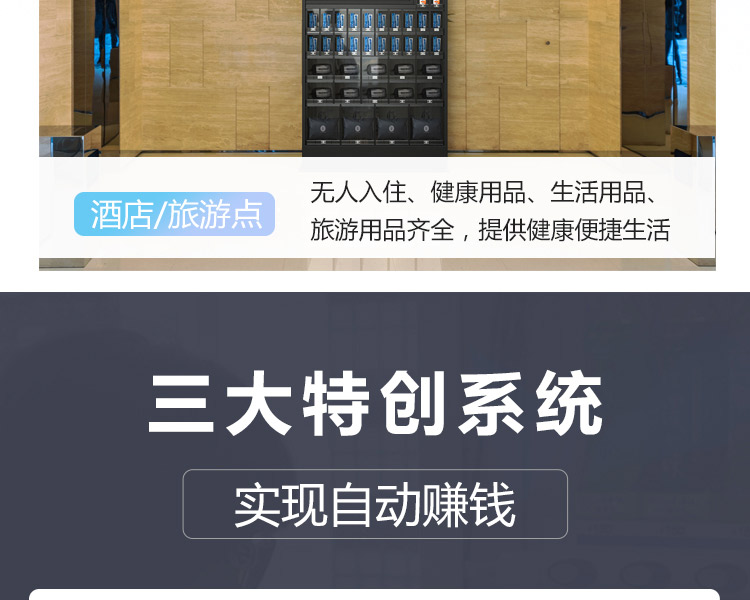 酒店/旅游点
无人入住、健康用品、生活用品、
旅游用品齐全，提供健康便捷生活
三大特创系统
实现自动赚钱